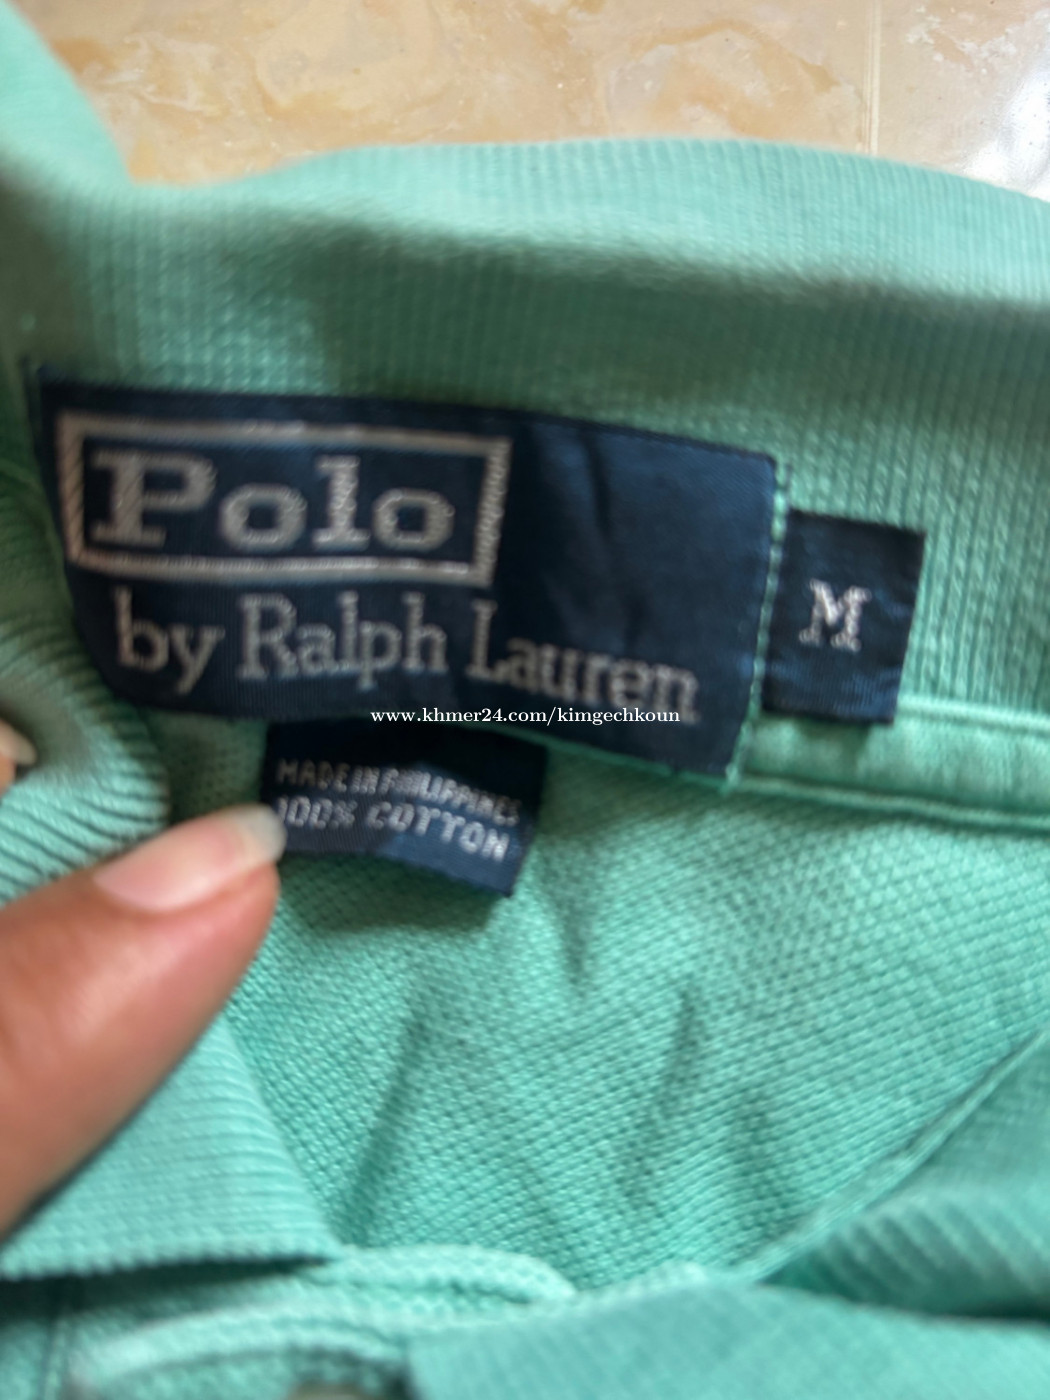 Polo
by Ralph Lauren
M
www.khmer24.com/kimgechkoun
MADE IN PHILIPPINES
100% COTTON